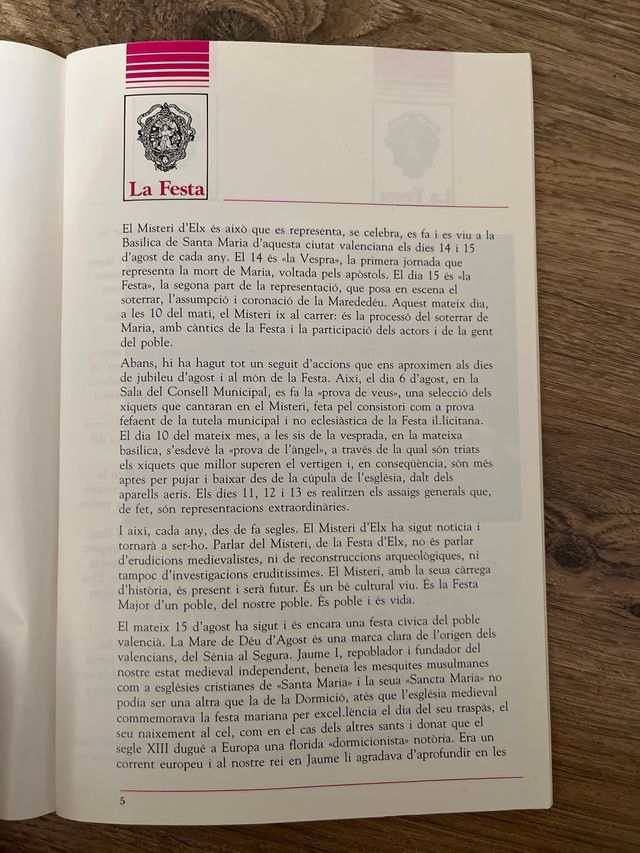 La Festa
El Misteri d'Elx és això que es representa, se celebra, es fa i es viu a la
Basílica de Santa Maria d'aquesta ciutat valenciana els dies 14 i 15
d'agost de cada any. El 14 és «la Vespra», la primera jornada que
representa la mort de Maria, voltada pels apòstols. El dia 15 és «la
Festa», la segona part de la representació, que posa en escena el
soterrar, l'assumpció i coronació de la Marededéu. Aquest mateix dia,
a les 10 del matí, el Misteri ix al carrer: és la processó del soterrar de
Maria, amb càntics de la Festa i la participació dels actors i de la gent
del poble.
Abans, hi ha hagut tot un seguit d'accions que ens aproximen als dies
de jubileu d'agost i al món de la Festa. Així, el dia 6 d'agost, en la
Sala del Consell Municipal, es fa la «prova de veus», una selecció dels
xiquets que cantaran en el Misteri, feta pel consistori com a prova
fefaent de la tutela municipal i no eclesiàstica de la Festa il.licitana.
El dia 10 del mateix mes, a les sis de la vesprada, en la mateixa
basílica, s'esdevé la «prova de l'àngel», a través de la qual són triats
els xiquets que millor superen el vertigen i, en conseqüència, són més
aptes per pujar i baixar des de la cúpula de l'església, dalt dels
aparells aeris. Els dies 11, 12 i 13 es realitzen els assaigs generals que,
de fet, són representacions extraordinàries.
I així, cada any, des de fa segles. El Misteri d'Elx ha sigut notícia i
tornarà a ser-ho. Parlar del Misteri, de la Festa d'Elx, no és parlar
d'erudicions medievalistes, ni de reconstruccions arqueològiques, ni
tampoc d'investigacions eruditíssimes. El Misteri, amb la seua càrrega
d'història, és present i serà futur. És un bé cultural viu. És la Festa
Major d'un poble, del nostre poble. És poble i és vida.
El mateix 15 d'agost ha sigut i és encara una festa cívica del poble
valencià. La Mare de Déu d'Agost és una marca clara de l'origen dels
valencians, del Sénia al Segura. Jaume I, repoblador i fundador del
nostre estat medieval independent, beneïa les mesquites musulmanes
com a esglésies cristianes de «Santa Maria» i la seua «Sancta Maria» no
podia ser una altra que la de la Dormició, atés que l'església medieval
commemorava la festa mariana per excel.lència el dia del seu traspàs, el
seu naixement al cel, com en el cas dels altres sants i donat que el
segle XIII dugué a Europa una florida «dormicionista» notòria. Era un
corrent europeu i al nostre rei en Jaume li agradava d'aprofundir en les
5